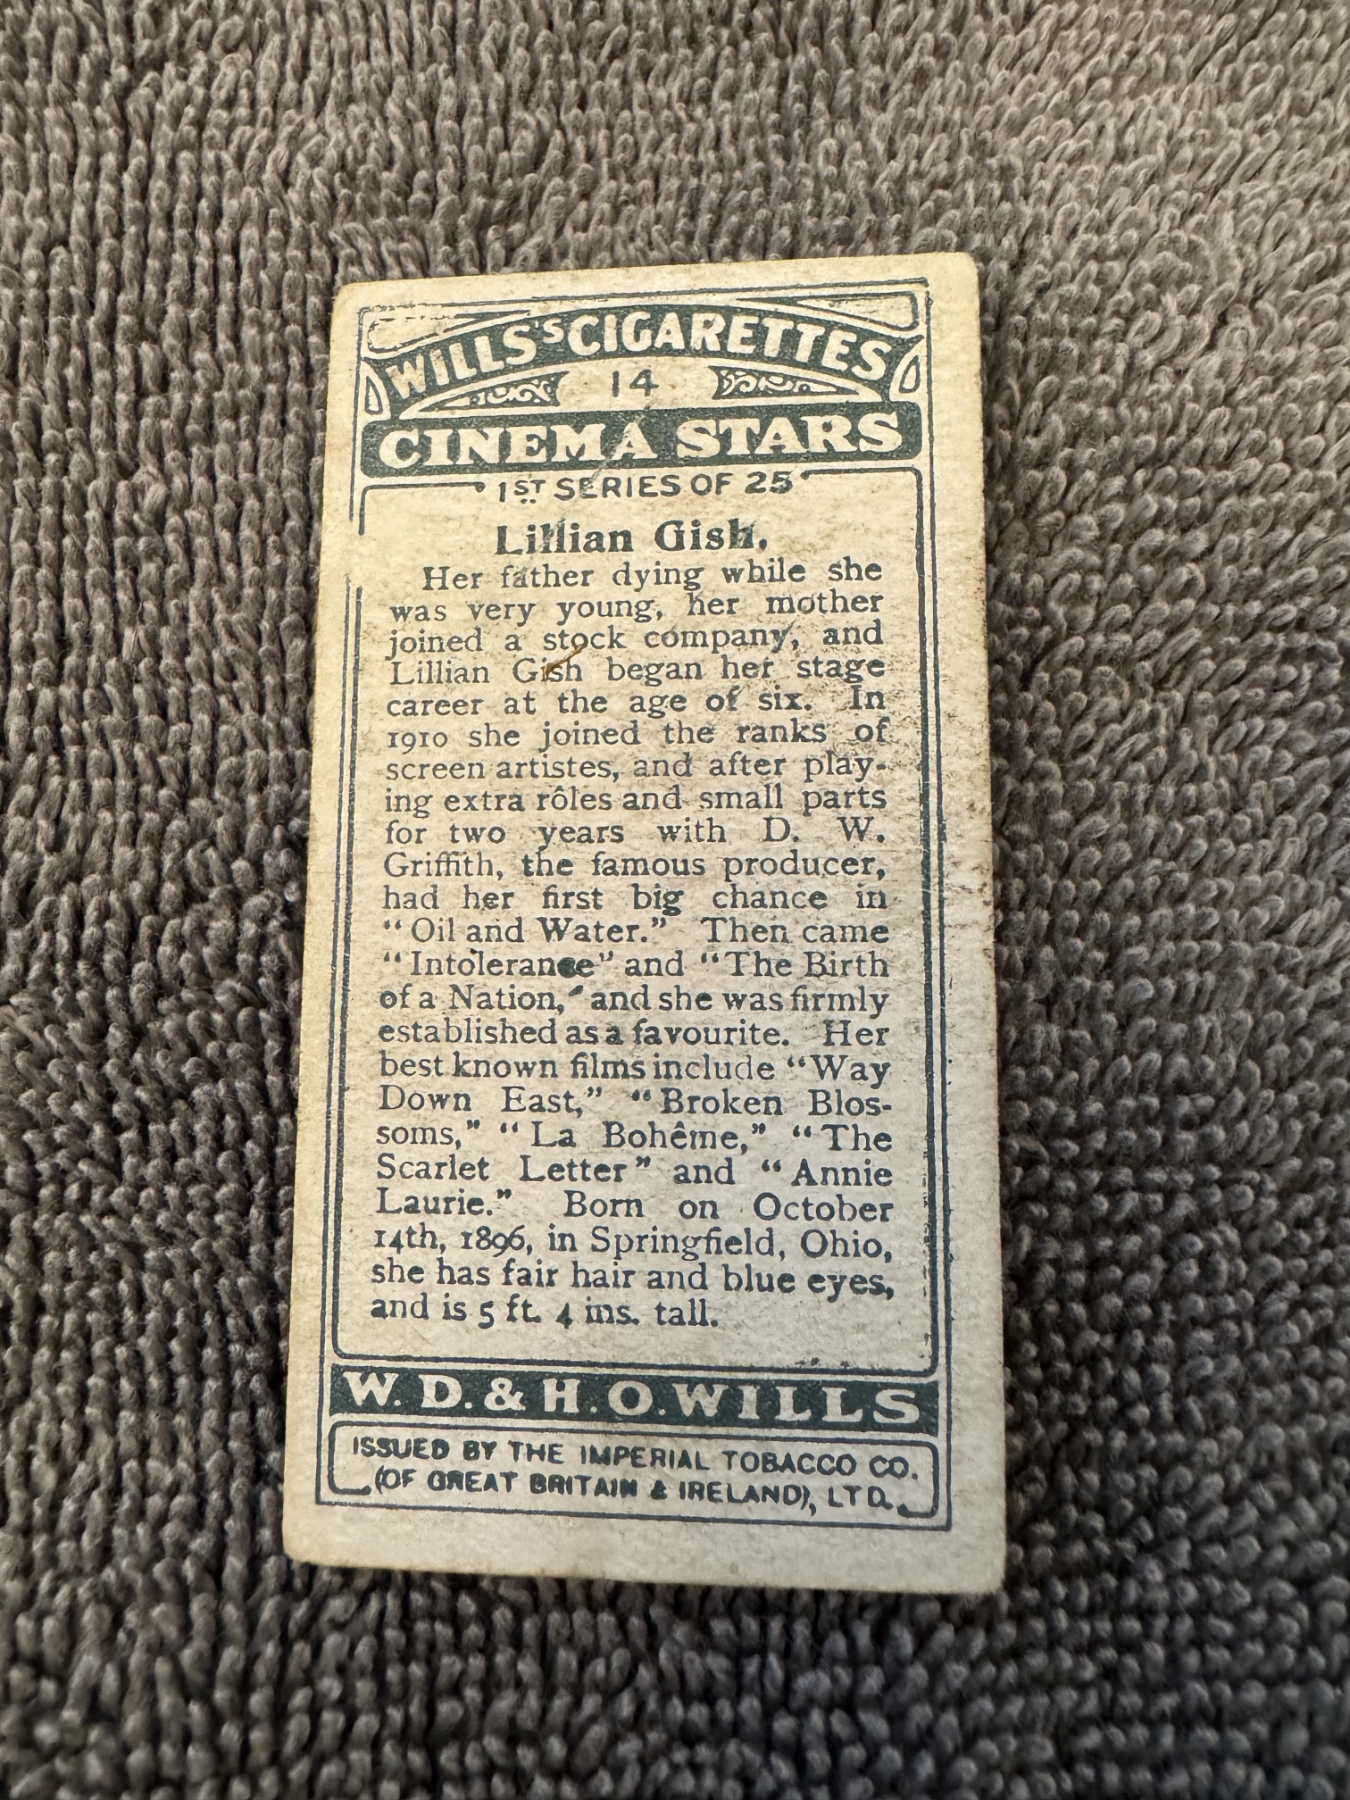 WILLS'S CIGARETTES
14
CINEMA STARS
1ST SERIES OF 25
Lillian Gish.
Her father dying while she
was very young, her mother
joined a stock company, and
Lillian Gish began her stage
career at the age of six. In
1910 she joined the ranks of
screen artistes, and after play-
ing extra rôles and small parts
for two years with D. W.
Griffith, the famous producer,
had her first big chance in
"Oil and Water." Then came
"Intolerance" and "The Birth
of a Nation," and she was firmly
established as a favourite. Her
best known films include "Way
Down East," "Broken Blos-
soms," "La Bohême," "The
Scarlet Letter" and "Annie
Laurie." Born on October
14th, 1896, in Springfield, Ohio,
she has fair hair and blue eyes,
and is 5 ft. 4 ins. tall.
W. D. & H. O. WILLS
ISSUED BY THE IMPERIAL TOBACCO CO.
(OF GREAT BRITAIN & IRELAND), LTD.